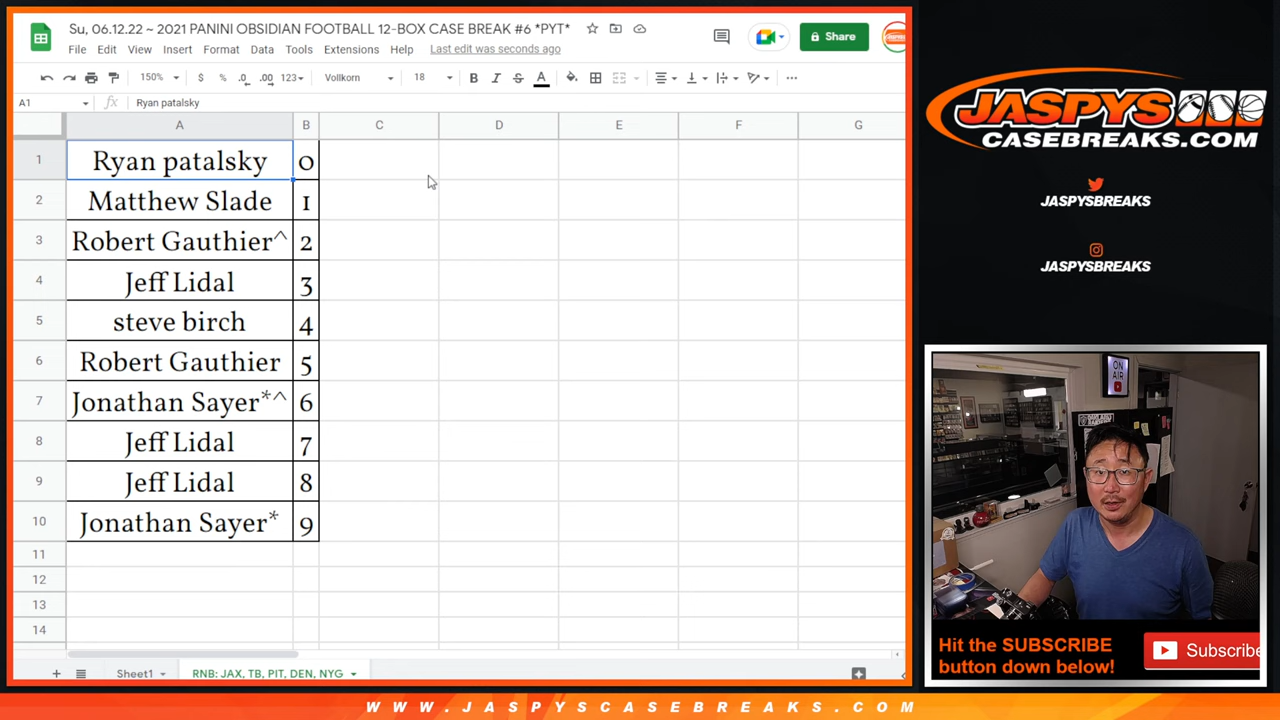 Su, 06.12.22 ~ 2021 PANINI OBSIDIAN FOOTBALL 12-BOX CASE BREAK #6 *PYT*
File Edit View Insert Format Data Tools Extensions Help Last edit was seconds ago
Share
150% $ % .0 .00 123 Vollkorn 18 B I S A
A1 fx Ryan patalsky
A B C D E F G
1 Ryan patalsky 0
2 Matthew Slade 1
3 Robert Gauthier^ 2
4 Jeff Lidal 3
5 steve birch 4
6 Robert Gauthier 5
7 Jonathan Sayer*^ 6
8 Jeff Lidal 7
9 Jeff Lidal 8
10 Jonathan Sayer* 9
11
12
13
14
Sheet1 RNB: JAX, TB, PIT, DEN, NYG
JASPYS
CASEBREAKS.COM
JASPYSBREAKS
JASPYSBREAKS
ON AIR
Hit the SUBSCRIBE
button down below!
Subscribe
WWW.JASPYSCASEBREAKS.COM